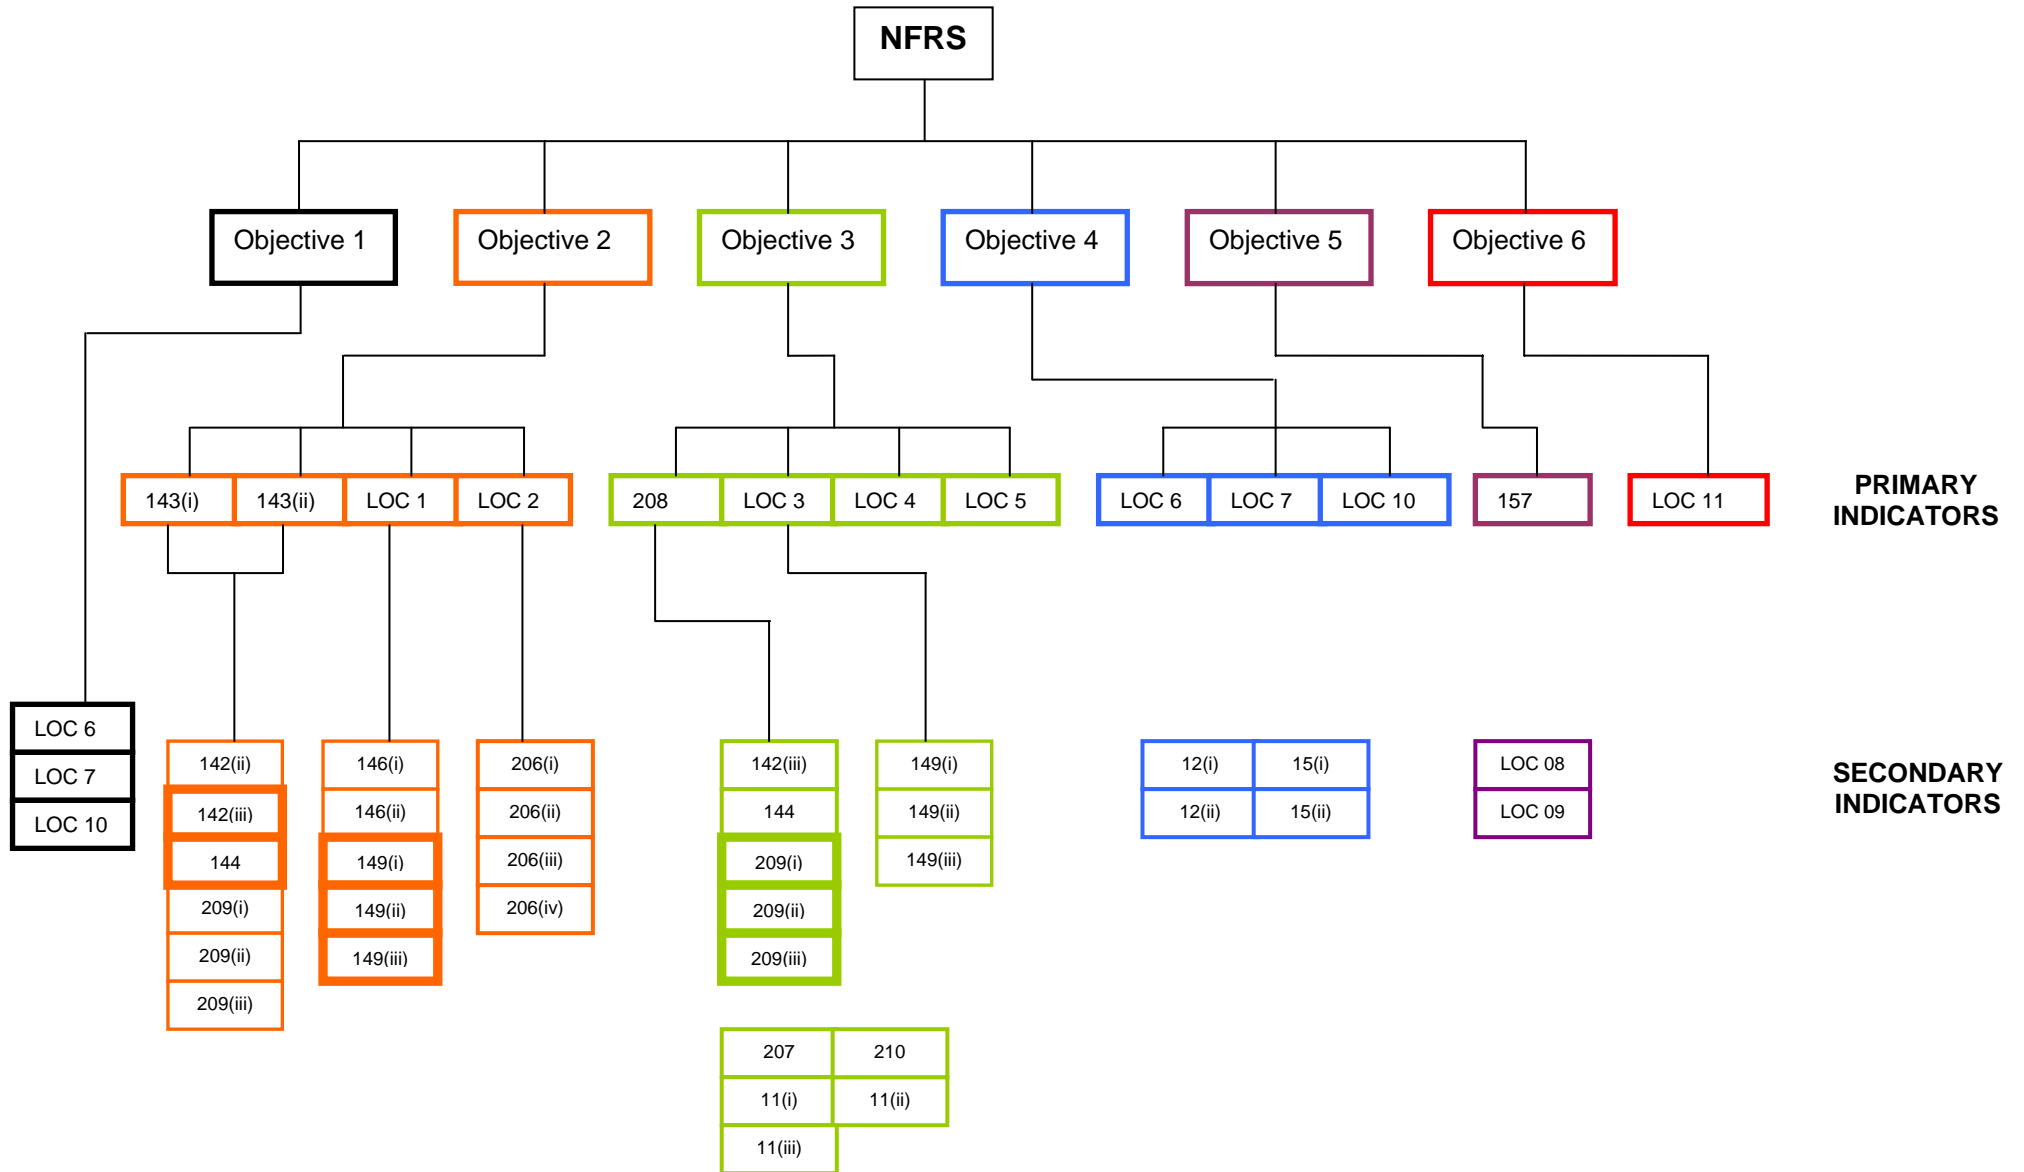 NFRS
Objective 1
Objective 2
Objective 3
Objective 4
Objective 5
Objective 6
143(i)
143(ii)
LOC 1
LOC 2
208
LOC 3
LOC 4
LOC 5
LOC 6
LOC 7
LOC 10
157
LOC 11
PRIMARY
INDICATORS
LOC 6
LOC 7
LOC 10
142(ii)
142(iii)
144
209(i)
209(ii)
209(iii)
146(i)
146(ii)
149(i)
149(ii)
149(iii)
206(i)
206(ii)
206(iii)
206(iv)
142(iii)
144
209(i)
209(ii)
209(iii)
149(i)
149(ii)
149(iii)
12(i)
15(i)
12(ii)
15(ii)
LOC 08
LOC 09
SECONDARY
INDICATORS
207
210
11(i)
11(ii)
11(iii)